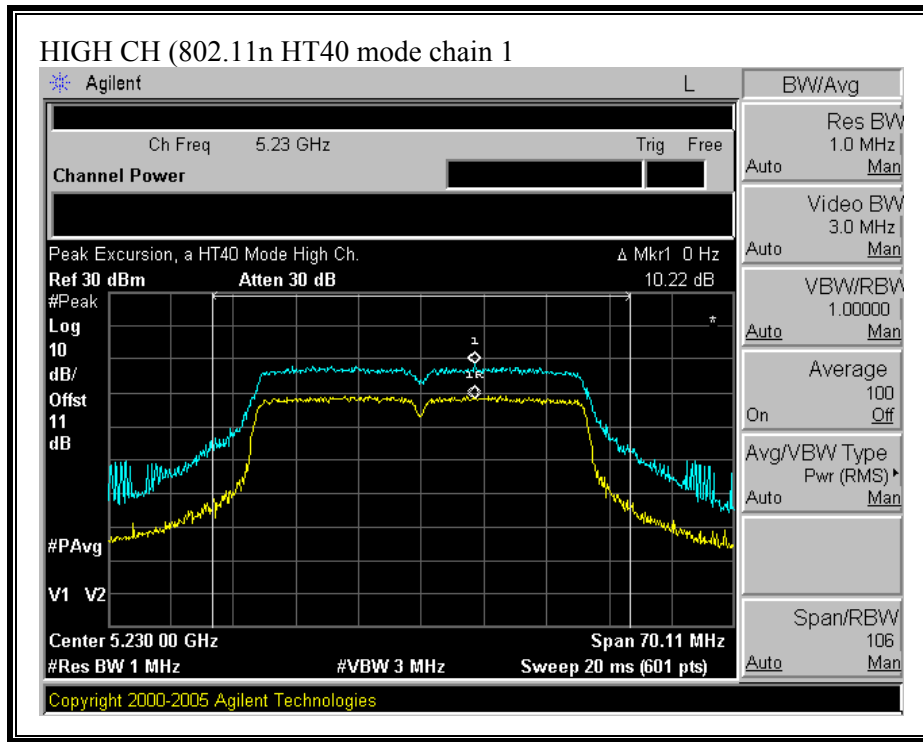 HIGH CH (802.11n HT40 mode chain 1
Agilent L
Ch Freq 5.23 GHz Trig Free
Channel Power
Peak Excursion, a HT40 Mode High Ch. Δ Mkr1 0 Hz
Ref 30 dBm Atten 30 dB 10.22 dB
#Peak
Log
10
dB/
Offst
11
dB
1
1R
*
#PAvg
V1 V2
Center 5.230 00 GHz Span 70.11 MHz
#Res BW 1 MHz #VBW 3 MHz Sweep 20 ms (601 pts)
Copyright 2000-2005 Agilent Technologies
BW/Avg
Res BW
1.0 MHz
Auto Man
Video BW
3.0 MHz
Auto Man
VBW/RBW
1.00000
Auto Man
Average
100
On Off
Avg/VBW Type
Pwr (RMS)
Auto Man
Span/RBW
106
Auto Man